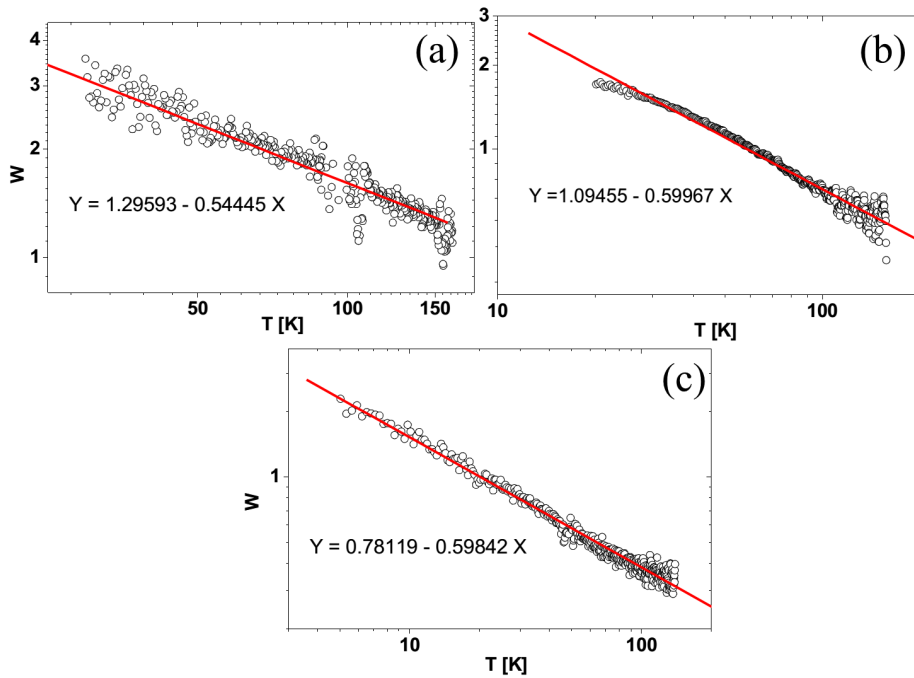 (a)
4
3
2
1
W
Y = 1.29593 - 0.54445 X
50
100
150
T [K]
(b)
3
2
1
Y =1.09455 - 0.59967 X
10
100
T [K]
(c)
1
W
Y = 0.78119 - 0.59842 X
10
100
T [K]